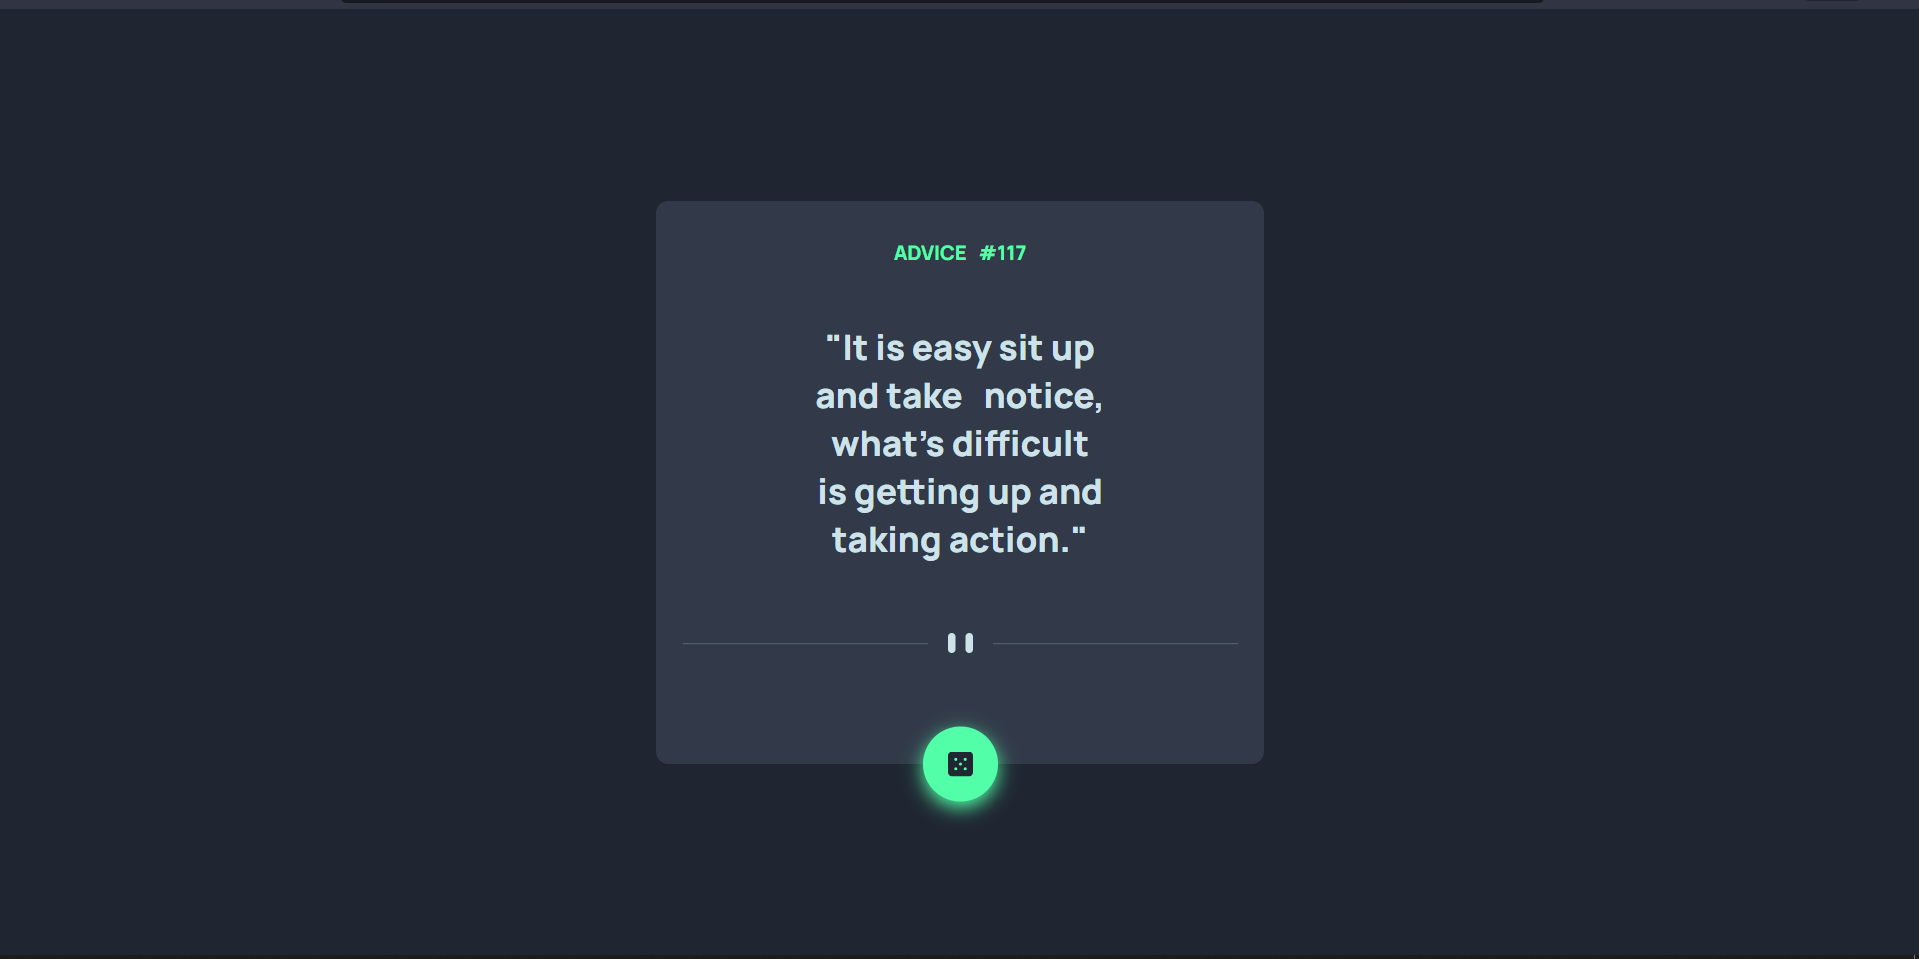 ADVICE #117
"It is easy sit up
and take notice,
what's difficult
is getting up and
taking action."